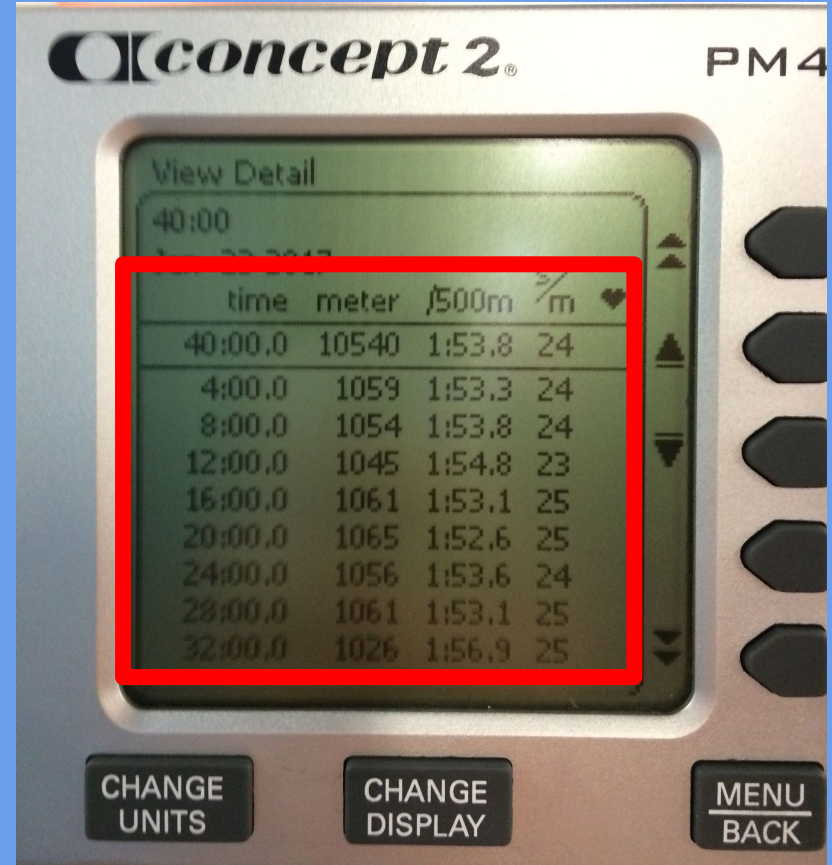 concept 2®
PM4
View Detail
40:00
2017
s/
time meter /500m m ♥
40:00.0 10540 1:53.8 24
4:00.0 1059 1:53.3 24
8:00.0 1054 1:53.8 24
12:00.0 1045 1:54.8 23
16:00.0 1061 1:53.1 25
20:00.0 1065 1:52.6 25
24:00.0 1056 1:53.6 24
28:00.0 1061 1:53.1 25
32:00.0 1026 1:56.9 25
CHANGE UNITS
CHANGE DISPLAY
MENU BACK